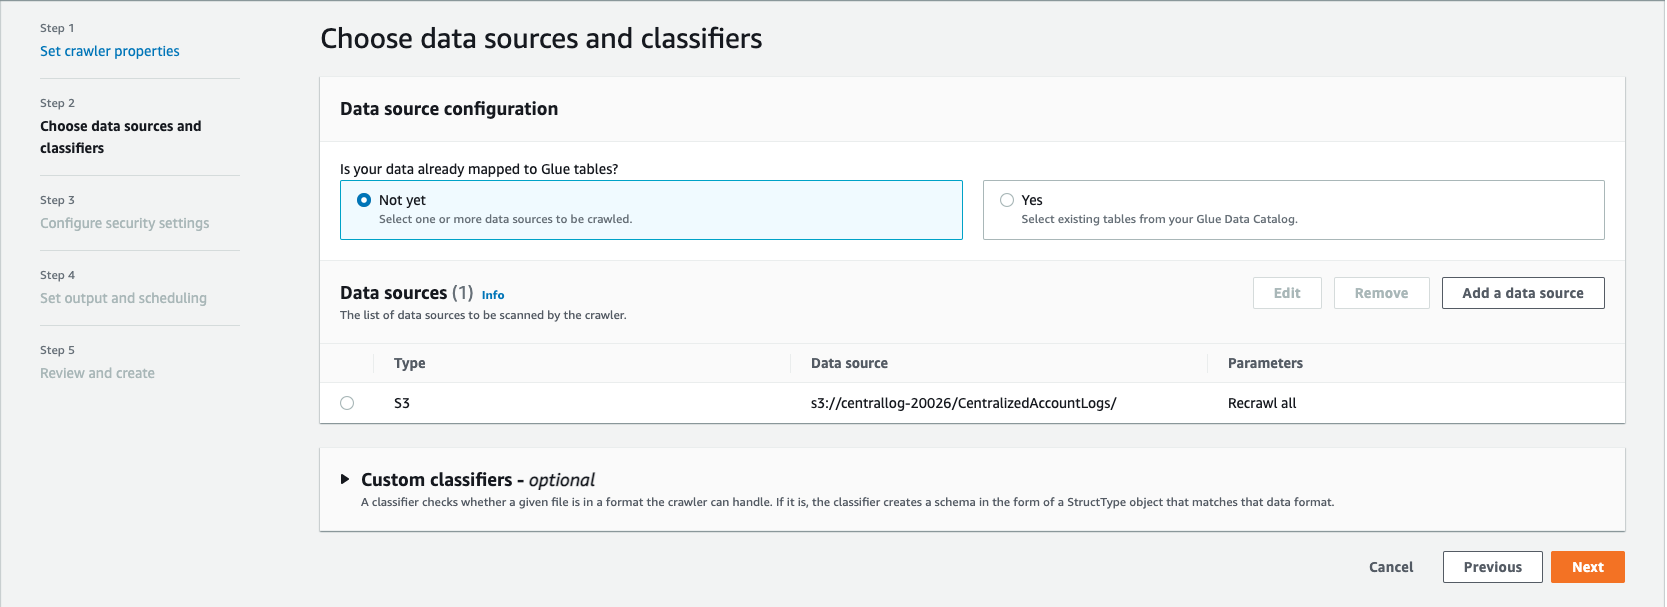 Step 1
Set crawler properties
Step 2
Choose data sources and
classifiers
Step 3
Configure security settings
Step 4
Set output and scheduling
Step 5
Review and create
Choose data sources and classifiers
Data source configuration
Is your data already mapped to Glue tables?
Not yet
Select one or more data sources to be crawled.
Yes
Select existing tables from your Glue Data Catalog.
Data sources (1) Info
The list of data sources to be scanned by the crawler.
Edit Remove Add a data source
Type Data source Parameters
S3 s3://centrallog-20026/CentralizedAccountLogs/ Recrawl all
Custom classifiers - optional
A classifier checks whether a given file is in a format the crawler can handle. If it is, the classifier creates a schema in the form of a StructType object that matches that data format.
Cancel Previous Next